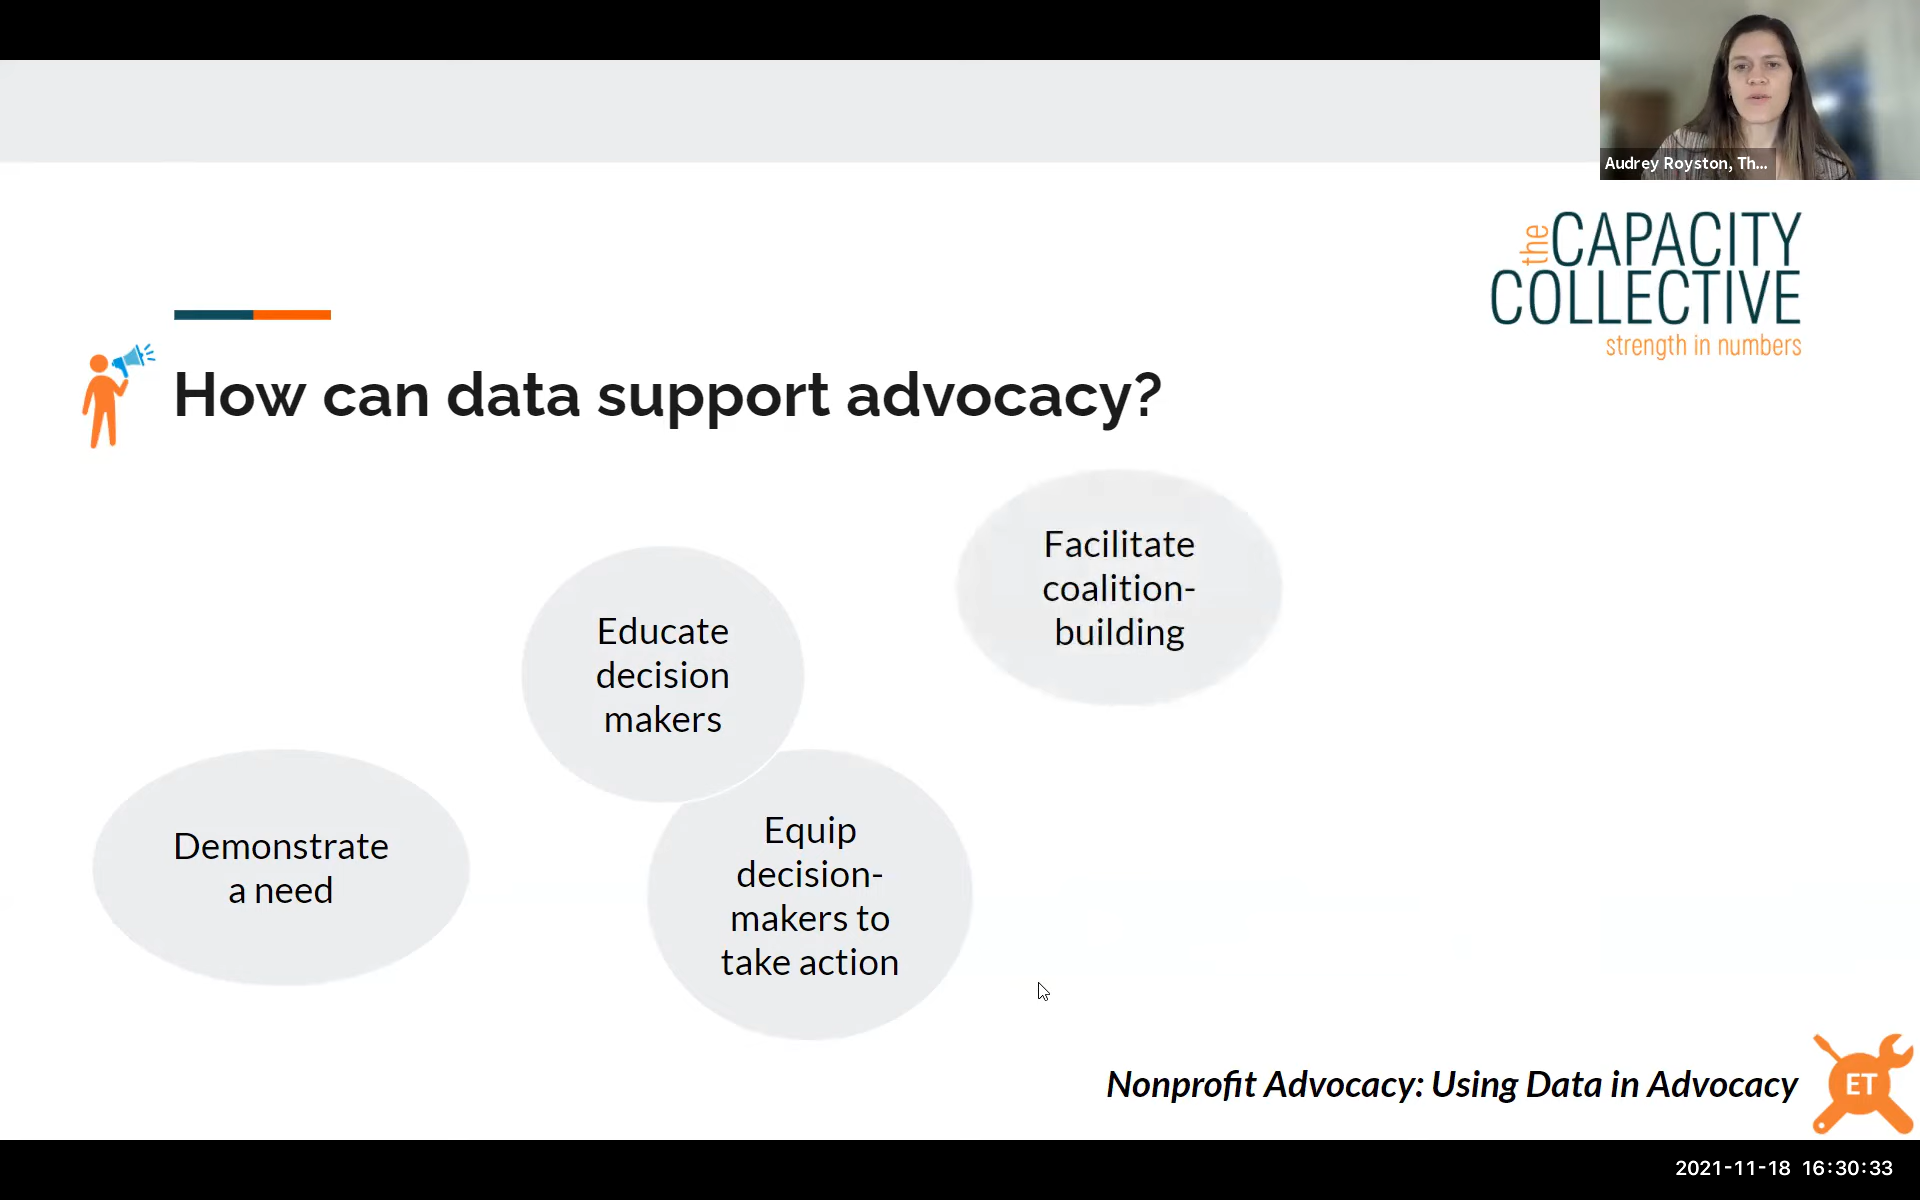 Audrey Royston, Th...
the
CAPACITY
COLLECTIVE
strength in numbers
How can data support advocacy?
Facilitate
coalition-
building
Educate
decision
makers
Demonstrate
a need
Equip
decision-
makers to
take action
Nonprofit Advocacy: Using Data in Advocacy
ET
2021-11-18 16:30:33